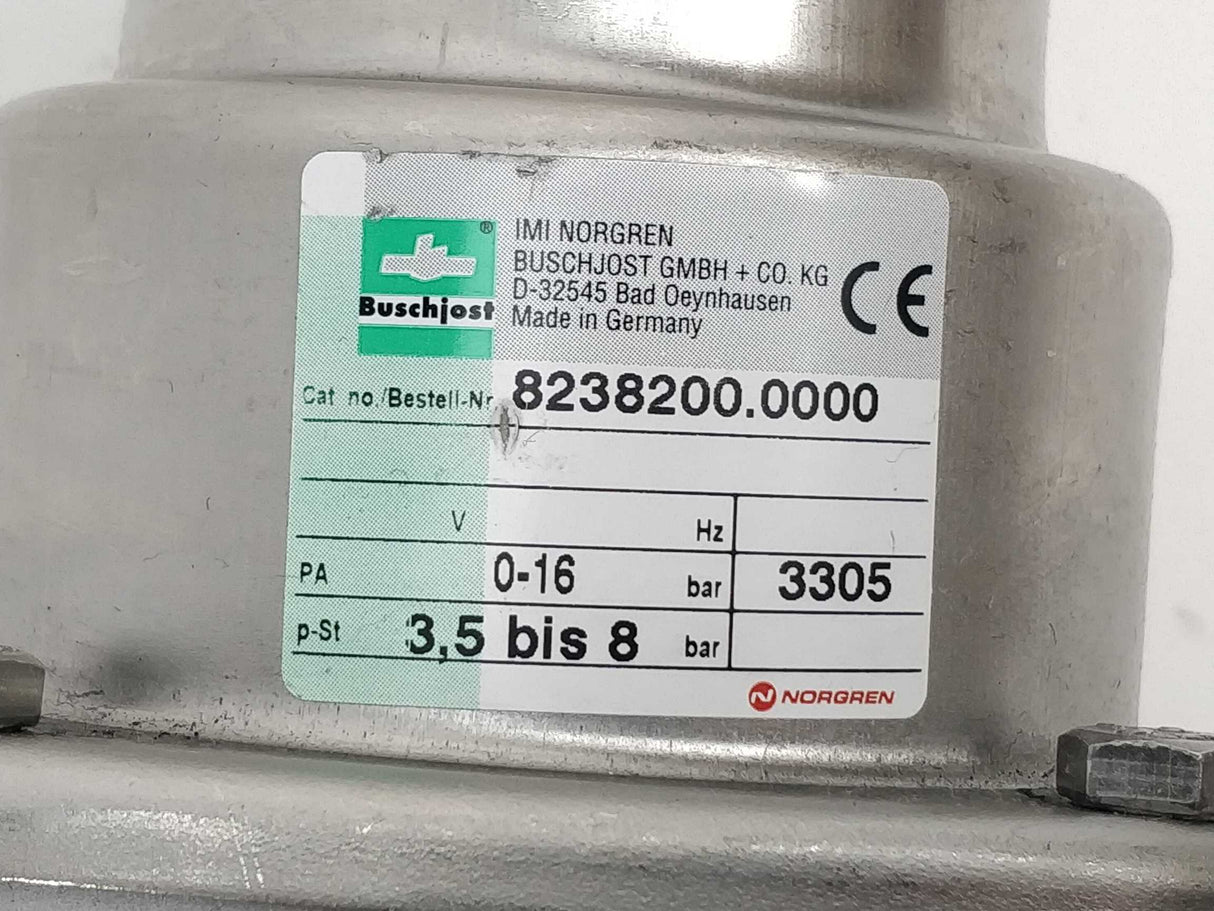 ®
Buschjost
IMI NORGREN
BUSCHJOST GMBH + CO. KG
D-32545 Bad Oeynhausen
Made in Germany
CE
Cat no./Bestell-Nr. 8238200.0000
V Hz
PA 0-16 bar 3305
p-St 3,5 bis 8 bar
N NORGREN